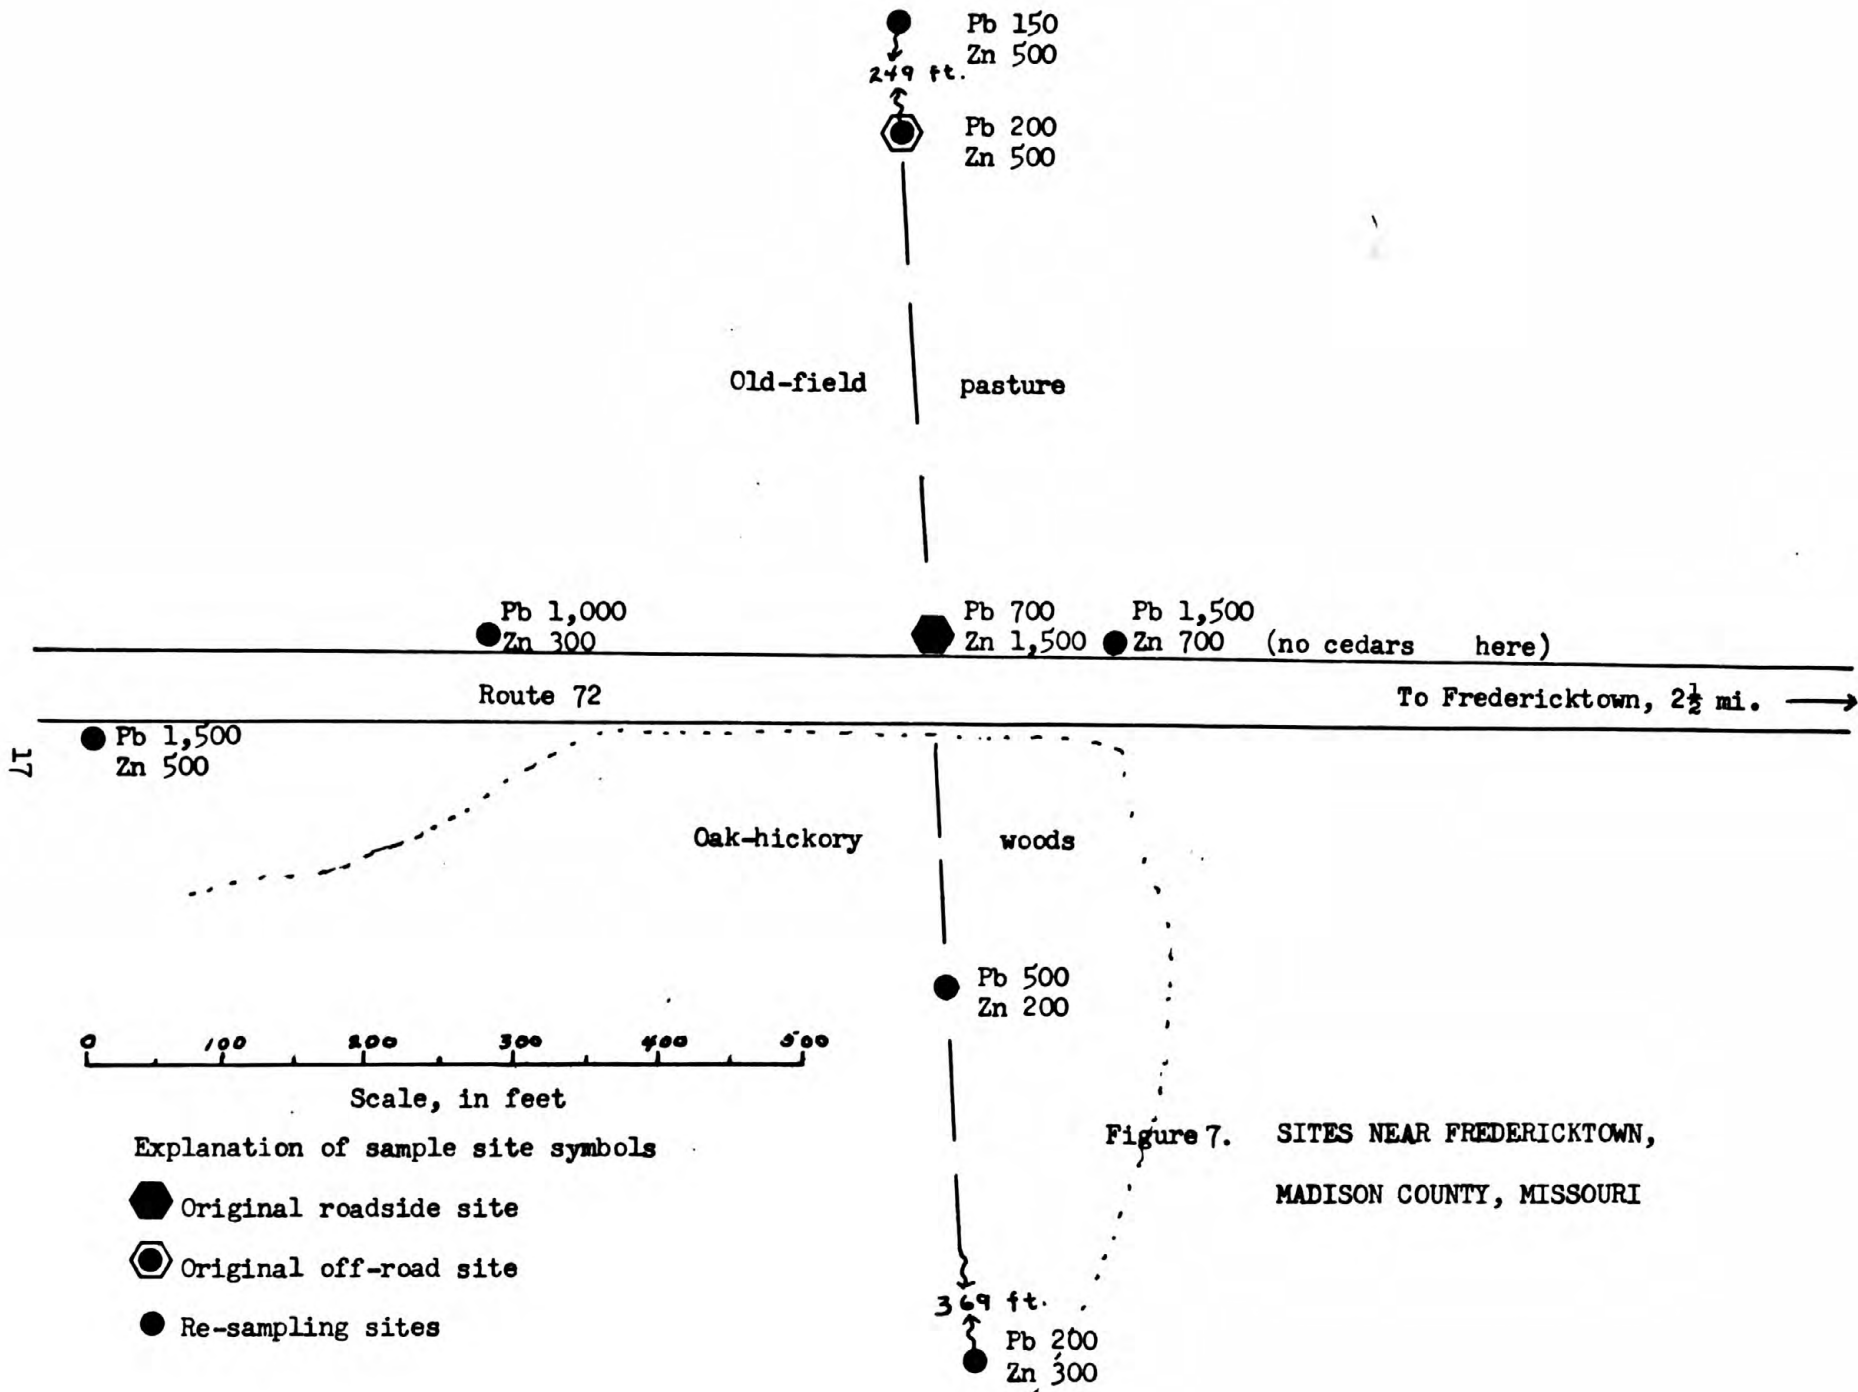 Pb 150
Zn 500
249 ft.
Pb 200
Zn 500
Old-field pasture
Pb 1,000
Zn 300
Pb 700
Zn 1,500
Pb 1,500
Zn 700 (no cedars here)
Route 72
To Fredericktown, 2½ mi.
Pb 1,500
Zn 500
17
Oak-hickory woods
Pb 500
Zn 200
0 100 200 300 400 500
Scale, in feet
Explanation of sample site symbols
Original roadside site
Original off-road site
Re-sampling sites
Figure 7. SITES NEAR FREDERICKTOWN,
MADISON COUNTY, MISSOURI
369 ft.
Pb 200
Zn 300